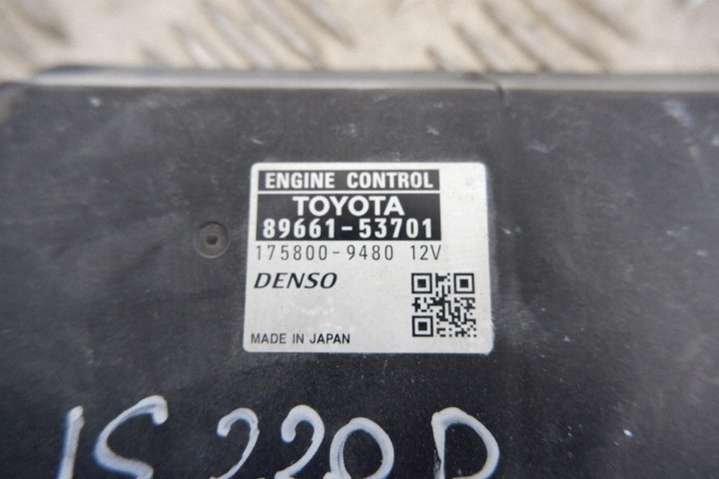 ENGINE CONTROL
TOYOTA
89661-53701
175800-9480 12V
DENSO
MADE IN JAPAN
IS 220 D